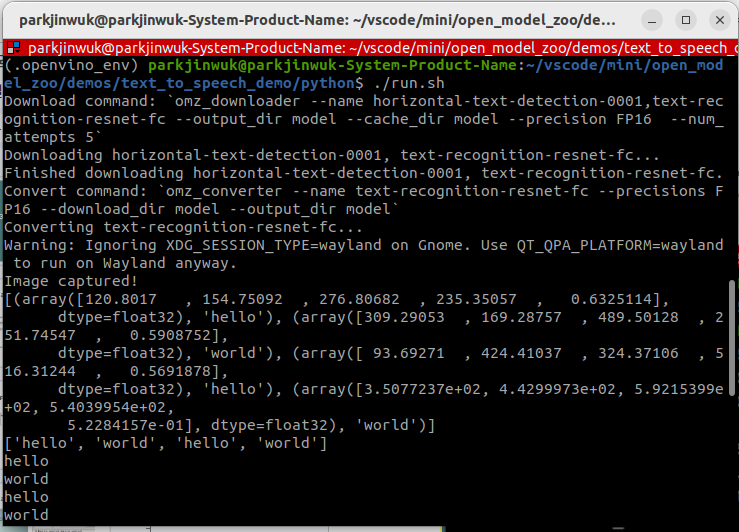 parkjinwuk@parkjinwuk-System-Product-Name: ~/vscode/mini/open_model_zoo/de...
parkjinwuk@parkjinwuk-System-Product-Name: ~/vscode/mini/open_model_zoo/demos/text_to_speech_d
(.openvino_env) parkjinwuk@parkjinwuk-System-Product-Name:~/vscode/mini/open_mod
el_zoo/demos/text_to_speech_demo/python$ ./run.sh
Download command: `omz_downloader --name horizontal-text-detection-0001,text-rec
ognition-resnet-fc --output_dir model --cache_dir model --precision FP16  --num_
attempts 5`
Downloading horizontal-text-detection-0001, text-recognition-resnet-fc...
Finished downloading horizontal-text-detection-0001, text-recognition-resnet-fc.
Convert command: `omz_converter --name text-recognition-resnet-fc --precisions F
P16 --download_dir model --output_dir model`
Converting text-recognition-resnet-fc...
Warning: Ignoring XDG_SESSION_TYPE=wayland on Gnome. Use QT_QPA_PLATFORM=wayland
 to run on Wayland anyway.
Image captured!
[(array([120.8017   , 154.75092  , 276.80682  , 235.35057  ,   0.6325114],
      dtype=float32), 'hello'), (array([309.29053  , 169.28757  , 489.50128  , 2
51.74547  ,   0.5908752],
      dtype=float32), 'world'), (array([ 93.69271  , 424.41037  , 324.37106  , 5
16.31244  ,   0.5691878],
      dtype=float32), 'hello'), (array([3.5077237e+02, 4.4299973e+02, 5.9215399e
+02, 5.4039954e+02,
       5.2284157e-01], dtype=float32), 'world')]
['hello', 'world', 'hello', 'world']
hello
world
hello
world